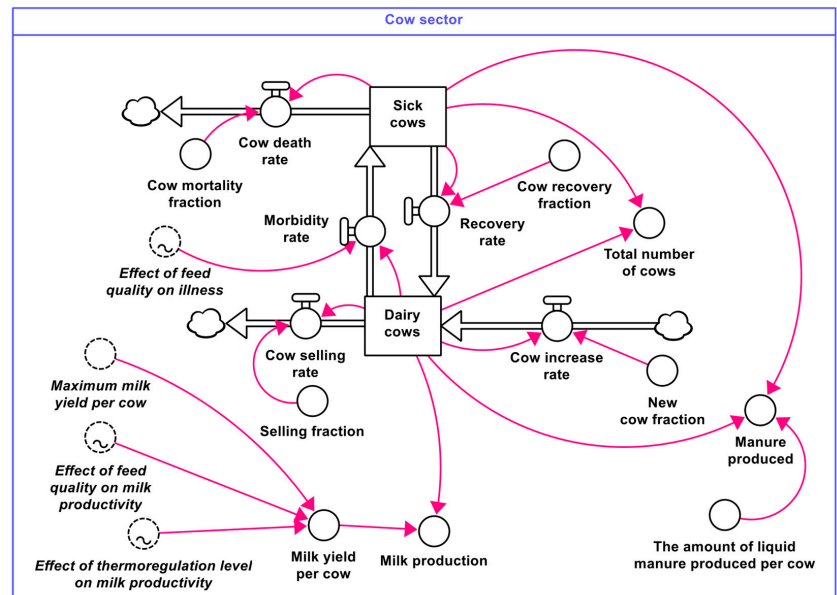 Cow sector
Sick
cows
Cow death
rate
Cow mortality
fraction
Cow recovery
fraction
Morbidity
rate
Recovery
rate
Total number
of cows
Effect of feed
quality on illness
Dairy
cows
Cow selling
rate
Cow increase
rate
Maximum milk
yield per cow
Selling fraction
New
cow fraction
Manure
produced
Effect of feed
quality on milk
productivity
Milk yield
per cow
Milk production
The amount of liquid
manure produced per cow
Effect of thermoregulation level
on milk productivity